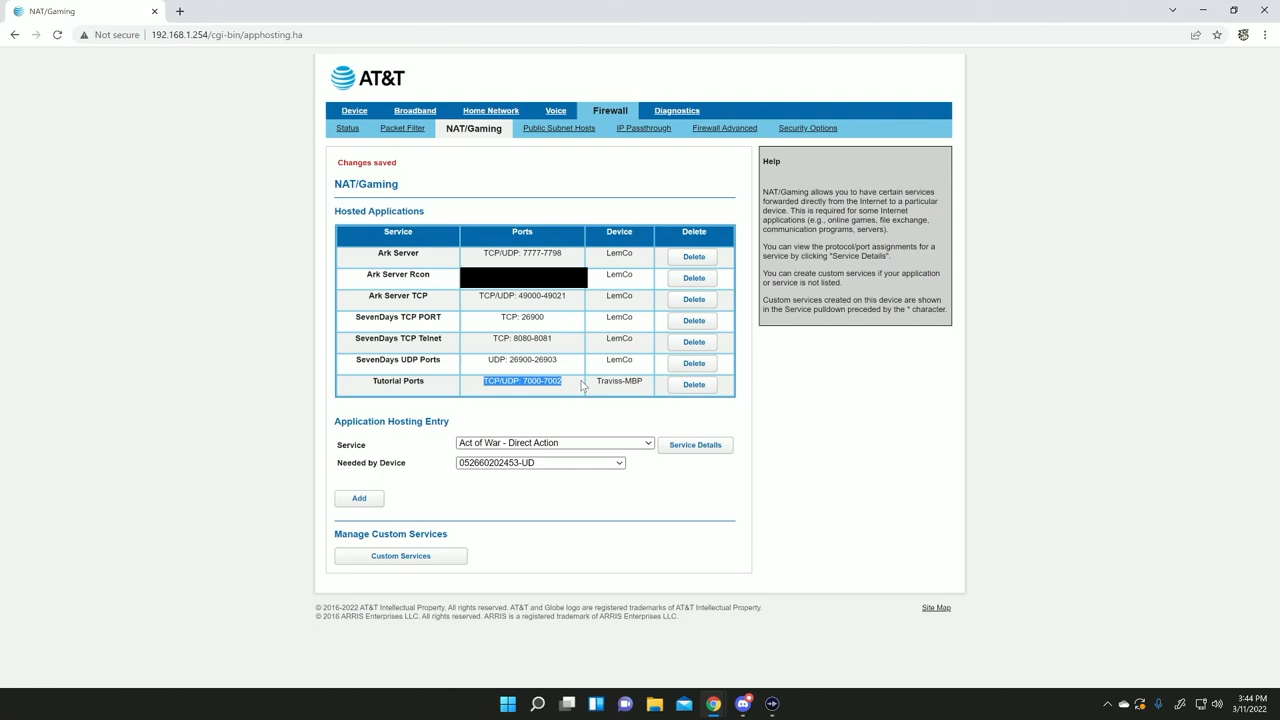 NAT/Gaming
Not secure
192.168.1.254/cgi-bin/apphosting.ha
AT&T
Device Broadband Home Network Voice Firewall Diagnostics
Status Packet Filter NAT/Gaming Public Subnet Hosts IP Passthrough Firewall Advanced Security Options
Changes saved
NAT/Gaming
Hosted Applications
Service Ports Device Delete
Ark Server TCP/UDP: 7777-7798 LemCo Delete
Ark Server Rcon LemCo Delete
Ark Server TCP TCP/UDP: 49000-49021 LemCo Delete
SevenDays TCP PORT TCP: 26900 LemCo Delete
SevenDays TCP Telnet TCP: 8080-8081 LemCo Delete
SevenDays UDP Ports UDP: 26900-26903 LemCo Delete
Tutorial Ports TCP/UDP: 7000-7002 Traviss-MBP Delete
Application Hosting Entry
Service Act of War - Direct Action Service Details
Needed by Device 052660202453-UD
Add
Manage Custom Services
Custom Services
Help
NAT/Gaming allows you to have certain services
forwarded directly from the Internet to a particular
device. This is required for some Internet
applications (e.g., online games, file exchange,
communication programs, servers).
You can view the protocol/port assignments for a
service by clicking "Service Details".
You can create custom services if your application
or service is not listed.
Custom services created on this device are shown
in the Service pulldown preceded by the * character.
© 2016-2022 AT&T Intellectual Property. All rights reserved. AT&T and Globe logo are registered trademarks of AT&T Intellectual Property.
© 2016 ARRIS Enterprises LLC. All rights reserved. ARRIS is a registered trademark of ARRIS Enterprises LLC.
Site Map
3:44 PM
3/11/2022